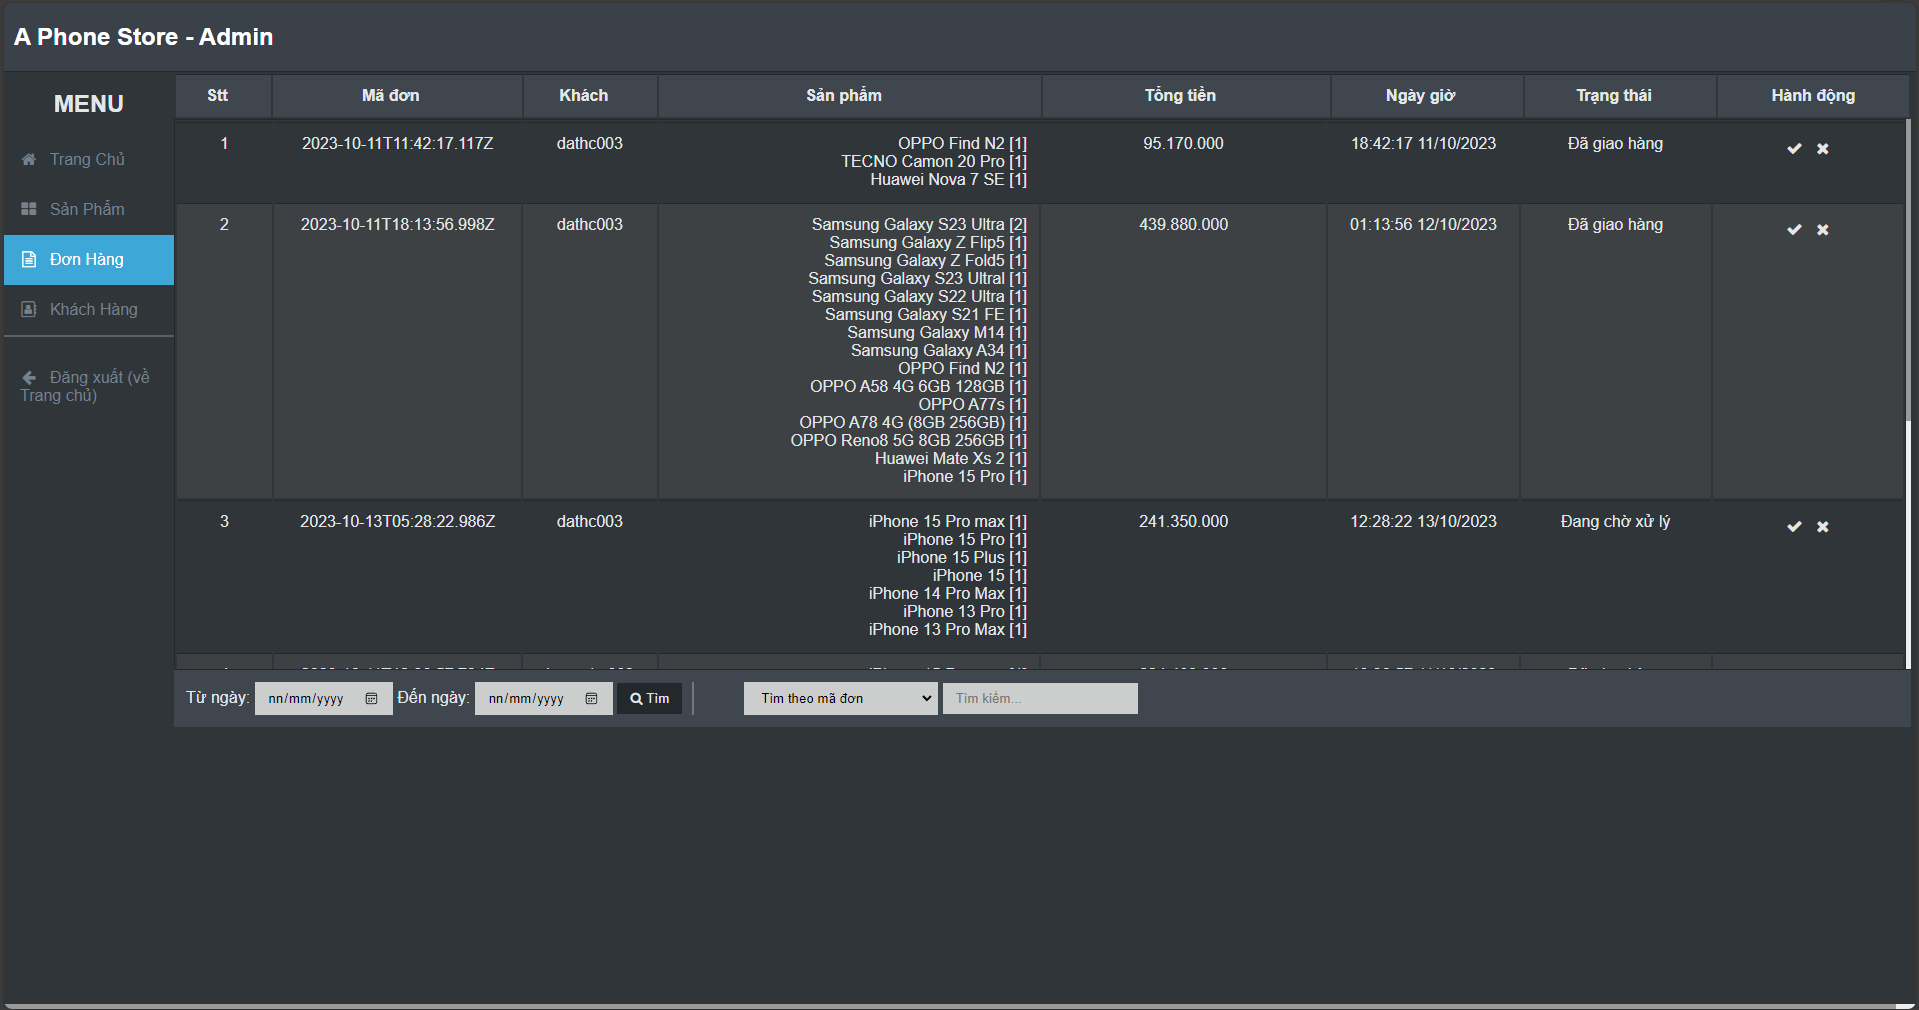 A Phone Store - Admin
MENU
Trang Chủ
Sản Phẩm
Đơn Hàng
Khách Hàng
Đăng xuất (về
Trang chủ)
Stt Mã đơn Khách Sản phẩm Tổng tiền Ngày giờ Trạng thái Hành động
1 2023-10-11T11:42:17.117Z dathc003 OPPO Find N2 [1] 95.170.000 18:42:17 11/10/2023 Đã giao hàng
TECNO Camon 20 Pro [1]
Huawei Nova 7 SE [1]
2 2023-10-11T18:13:56.998Z dathc003 Samsung Galaxy S23 Ultra [2] 439.880.000 01:13:56 12/10/2023 Đã giao hàng
Samsung Galaxy Z Flip5 [1]
Samsung Galaxy Z Fold5 [1]
Samsung Galaxy S23 Ultral [1]
Samsung Galaxy S22 Ultra [1]
Samsung Galaxy S21 FE [1]
Samsung Galaxy M14 [1]
Samsung Galaxy A34 [1]
OPPO Find N2 [1]
OPPO A58 4G 6GB 128GB [1]
OPPO A77s [1]
OPPO A78 4G (8GB 256GB) [1]
OPPO Reno8 5G 8GB 256GB [1]
Huawei Mate Xs 2 [1]
iPhone 15 Pro [1]
3 2023-10-13T05:28:22.986Z dathc003 iPhone 15 Pro max [1] 241.350.000 12:28:22 13/10/2023 Đang chờ xử lý
iPhone 15 Pro [1]
iPhone 15 Plus [1]
iPhone 15 [1]
iPhone 14 Pro Max [1]
iPhone 13 Pro [1]
iPhone 13 Pro Max [1]
Từ ngày: nn/mm/yyyy Đến ngày: nn/mm/yyyy Tìm Tìm theo mã đơn Tìm kiếm...